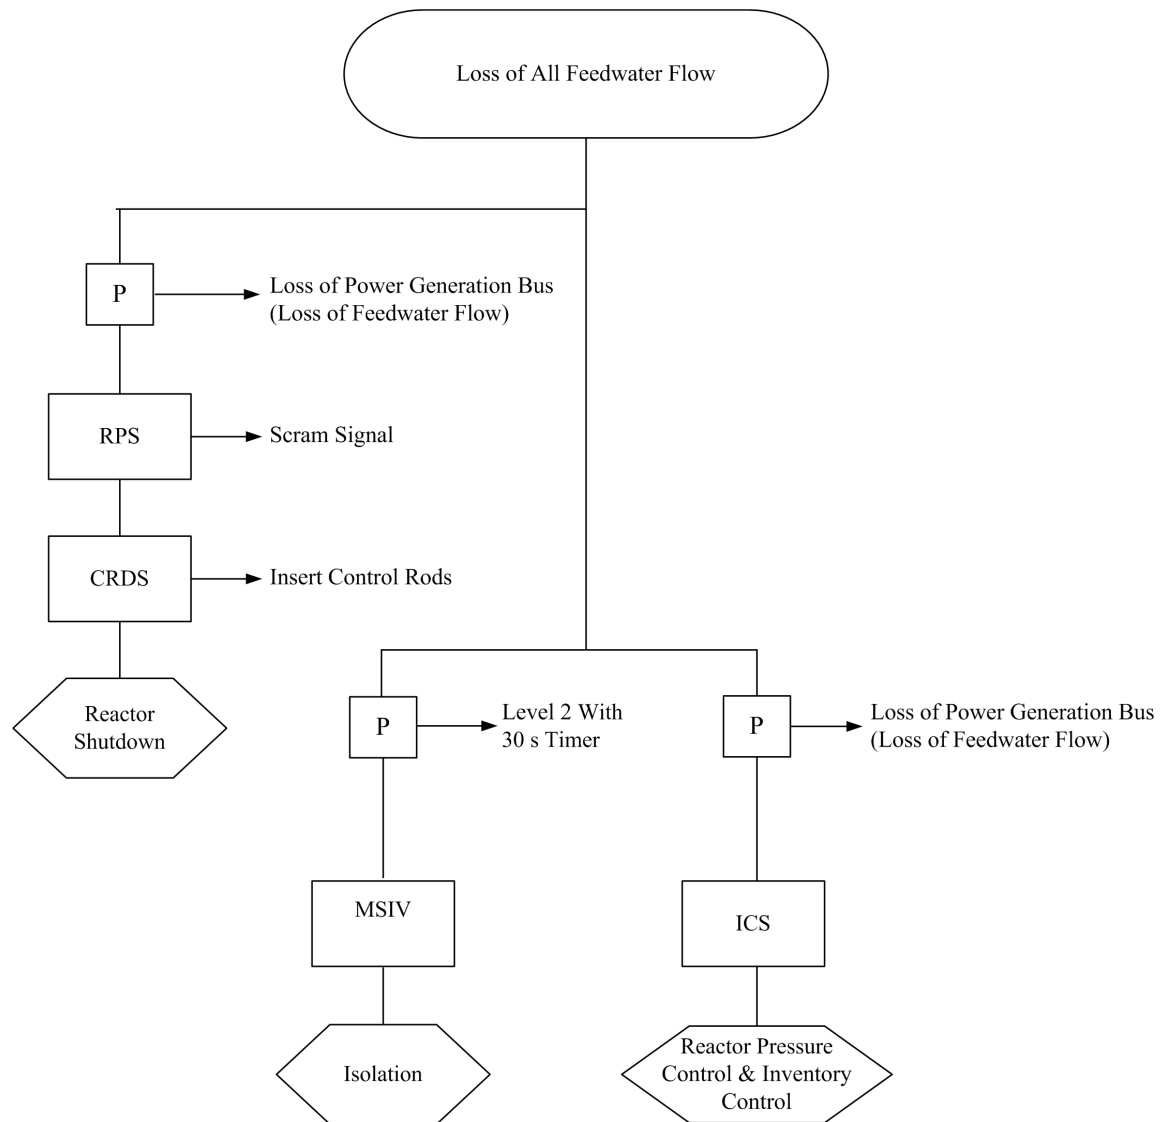 Loss of All Feedwater Flow
P
Loss of Power Generation Bus
(Loss of Feedwater Flow)
RPS
Scram Signal
CRDS
Insert Control Rods
Reactor
Shutdown
P
Level 2 With
30 s Timer
P
Loss of Power Generation Bus
(Loss of Feedwater Flow)
MSIV
ICS
Isolation
Reactor Pressure
Control & Inventory
Control